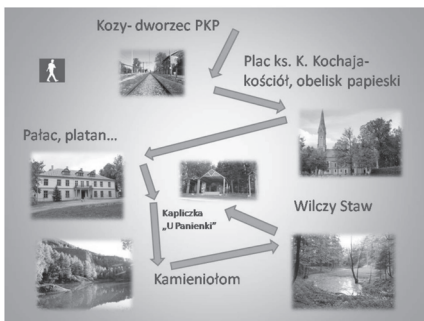 Kozy- dworzec PKP
Plac ks. K. Kochaja-
kościół, obelisk papieski
Pałac, platan...
Kapliczka
„U Panienki”
Wilczy Staw
Kamieniołom